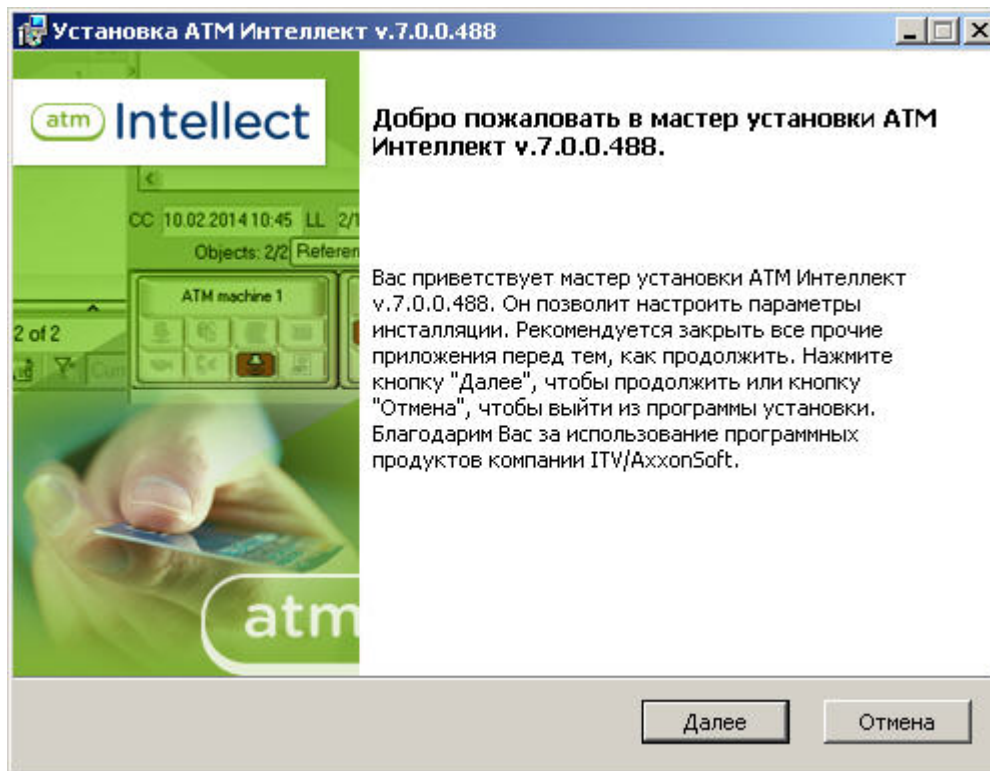 Установка АТМ Интеллект v.7.0.0.488
atm Intellect
Добро пожаловать в мастер установки АТМ
Интеллект v.7.0.0.488.
CC 10.02.2014 10:45 LL 2/1
Objects: 2/2 Referen
ATM machine 1
2 of 2
Curr
Вас приветствует мастер установки АТМ Интеллект
v.7.0.0.488. Он позволит настроить параметры
инсталляции. Рекомендуется закрыть все прочие
приложения перед тем, как продолжить. Нажмите
кнопку "Далее", чтобы продолжить или кнопку
"Отмена", чтобы выйти из программы установки.
Благодарим Вас за использование программных
продуктов компании ITV/AxxonSoft.
atm
Далее
Отмена